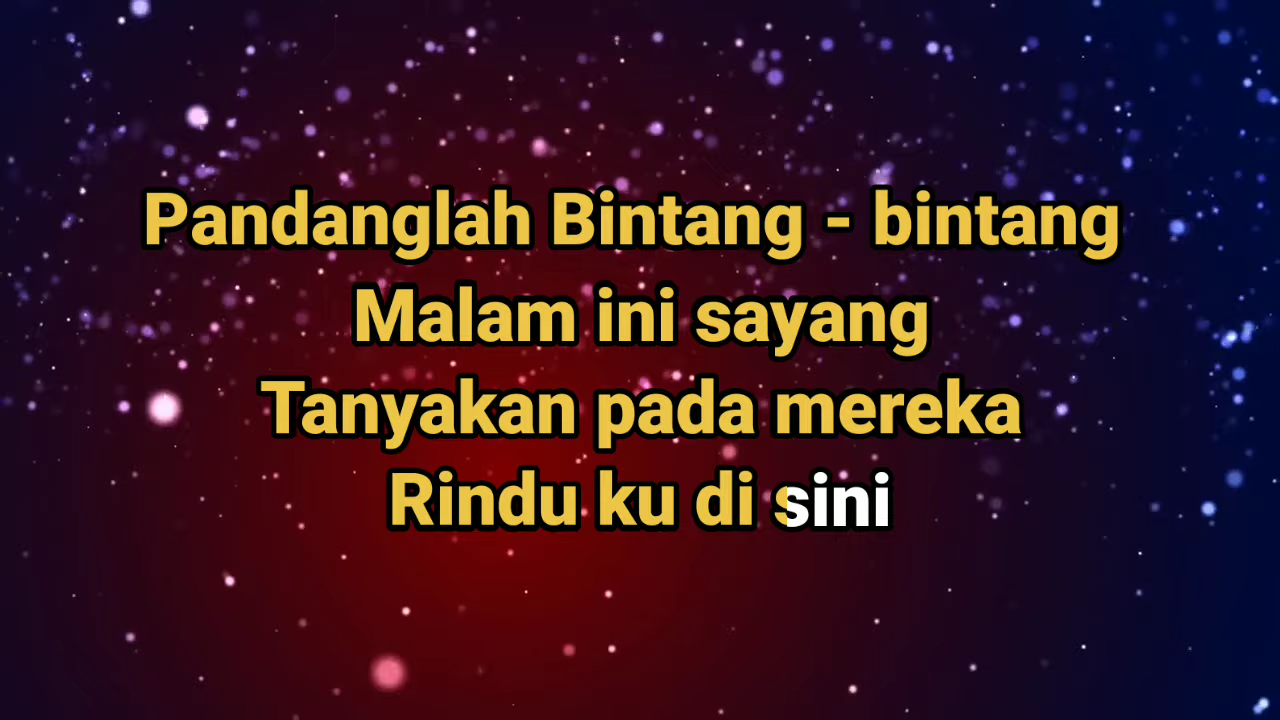 Pandanglah Bintang - bintang
Malam ini sayang
Tanyakan pada mereka
Rindu ku di sini